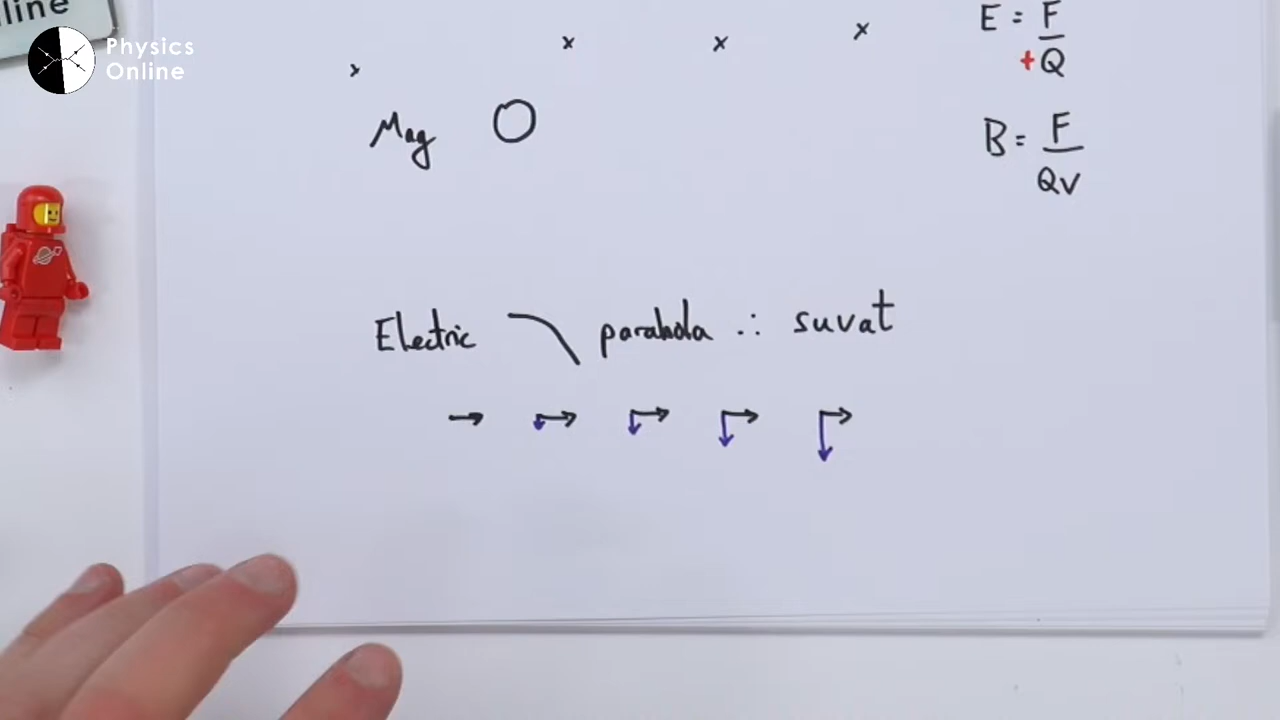 line
Physics
Online
x x x x
E = F
+Q
Mag
B = F
QV
Electric parabola ∴ suvat